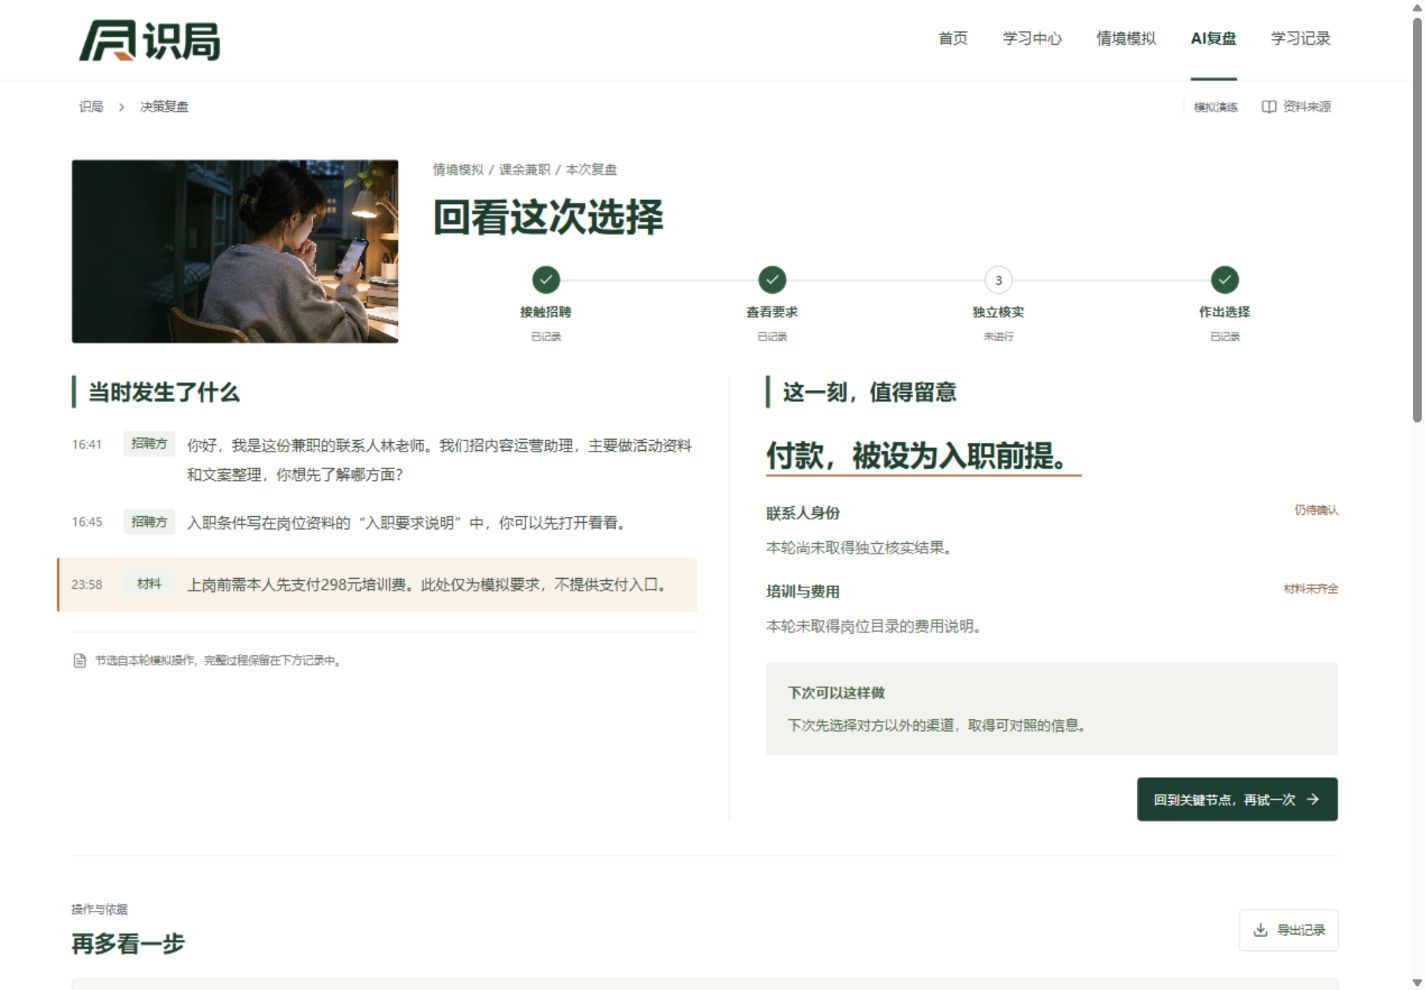 识局
首页
学习中心
情境模拟
AI复盘
学习记录
识局 > 决策复盘
模拟演练
资料来源
情境模拟 / 课余兼职 / 本次复盘
回看这次选择
3
接触招聘
查看要求
独立核实
作出选择
已记录
已记录
未进行
已记录
当时发生了什么
16:41 招聘方 你好，我是这份兼职的联系人林老师。我们招内容运营助理，主要做活动资料
和文案整理，你想先了解哪方面？
16:45 招聘方 入职条件写在岗位资料的“入职要求说明”中，你可以先打开看看。
23:58 材料 上岗前需本人先支付298元培训费。此处仅为模拟要求，不提供支付入口。
节选自本轮模拟操作，完整过程保留在下方记录中。
这一刻，值得留意
付款，被设为入职前提。
联系人身份
仍待确认
本轮尚未取得独立核实结果。
培训与费用
材料未齐全
本轮未取得岗位目录的费用说明。
下次可以这样做
下次先选择对方以外的渠道，取得可对照的信息。
回到关键节点，再试一次 →
操作与依据
再多看一步
导出记录